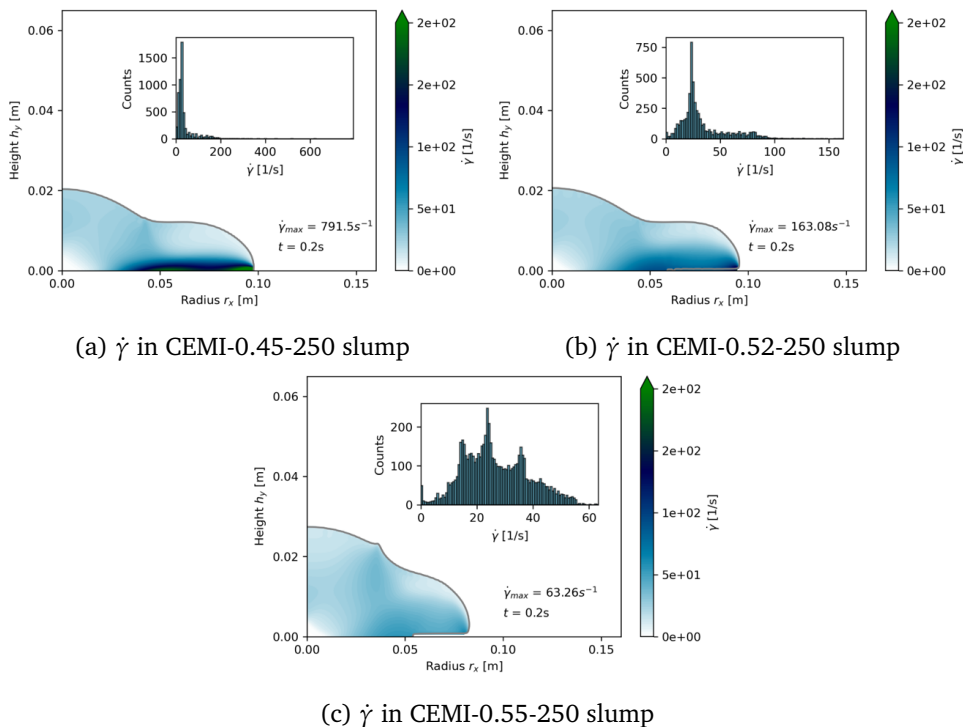 0.06
0.04
0.02
0.00
Height h_y [m]
0.00 0.05 0.10 0.15
Radius r_x [m]
1500
1000
500
0
Counts
0 200 400 600
γ̇ [1/s]
γ̇_max = 791.5s⁻¹
t = 0.2s
2e+02
2e+02
1e+02
5e+01
0e+00
γ̇ [1/s]
(a) γ̇ in CEMI-0.45-250 slump
0.06
0.04
0.02
0.00
Height h_y [m]
0.00 0.05 0.10 0.15
Radius r_x [m]
750
500
250
0
Counts
0 50 100 150
γ̇ [1/s]
γ̇_max = 163.08s⁻¹
t = 0.2s
2e+02
2e+02
1e+02
5e+01
0e+00
γ̇ [1/s]
(b) γ̇ in CEMI-0.52-250 slump
0.06
0.04
0.02
0.00
Height h_y [m]
0.00 0.05 0.10 0.15
Radius r_x [m]
200
100
0
Counts
0 20 40 60
γ̇ [1/s]
γ̇_max = 63.26s⁻¹
t = 0.2s
2e+02
2e+02
1e+02
5e+01
0e+00
γ̇ [1/s]
(c) γ̇ in CEMI-0.55-250 slump